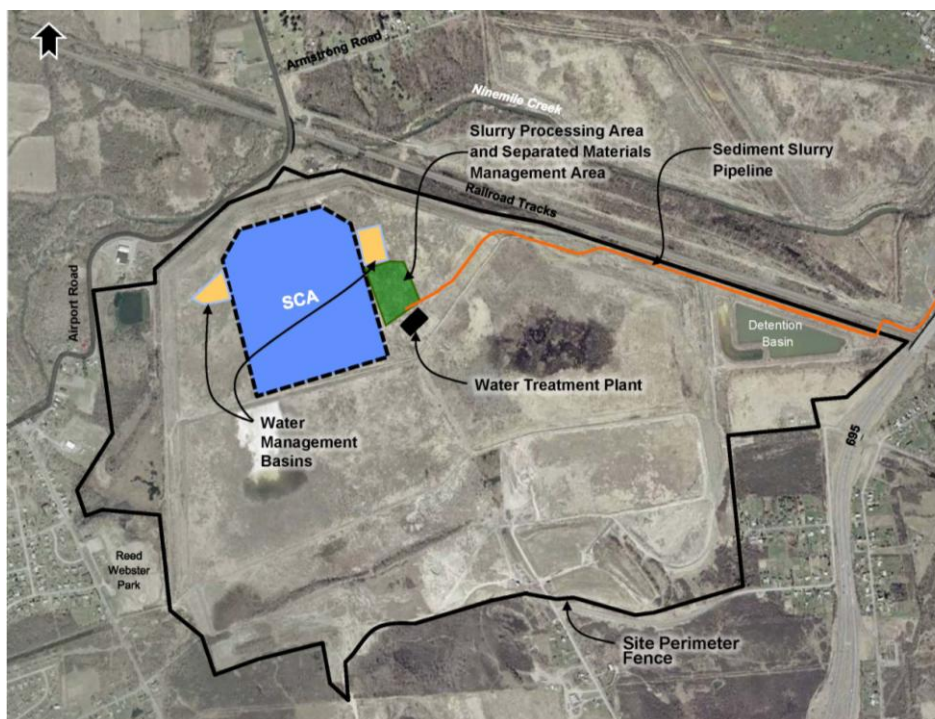 Armstrong Road
Ninemile Creek
Slurry Processing Area
and Separated Materials
Management Area
Sediment Slurry
Pipeline
Railroad Tracks
Airport Road
SCA
Detention
Basin
Water Treatment Plant
Water
Management
Basins
695
Reed
Webster
Park
Site Perimeter
Fence